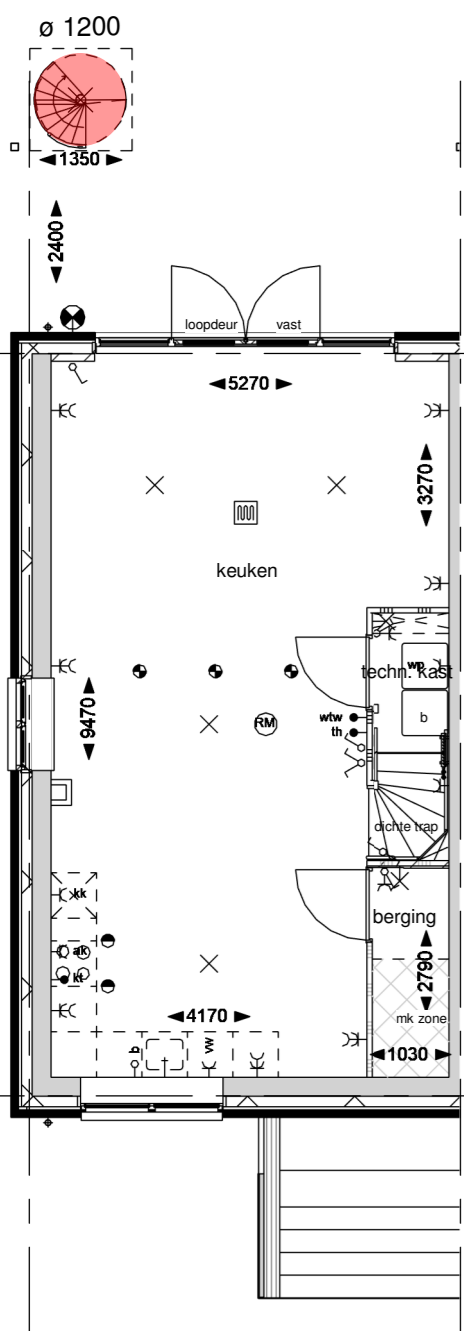 ø 1200
1350
2400
loopdeur vast
5270
3270
keuken
wp
techn. kast
9470
wtw
RM
b
th
dichte trap
kk
berging
ak
kt
2790
4170
mk zone
b
vw
1030